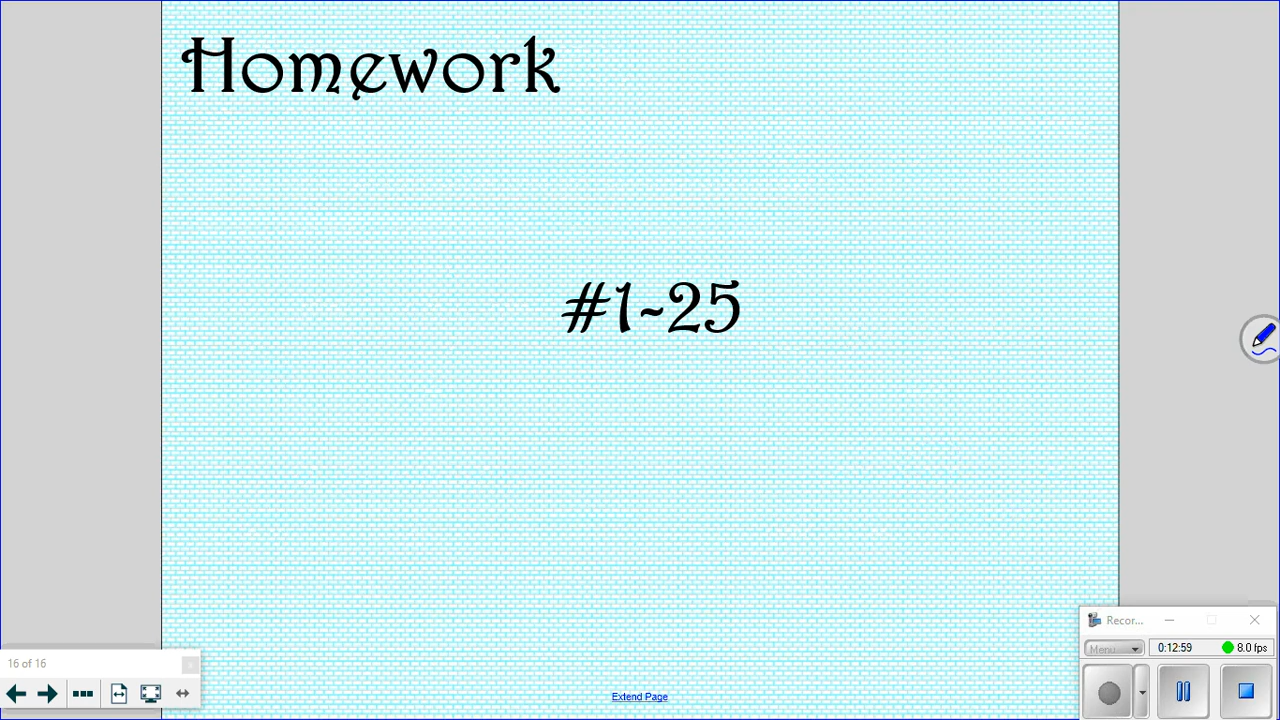 Homework
#1-25
16 of 16
Extend Page
Recor...
Menu
0:12:59
8.0 fps